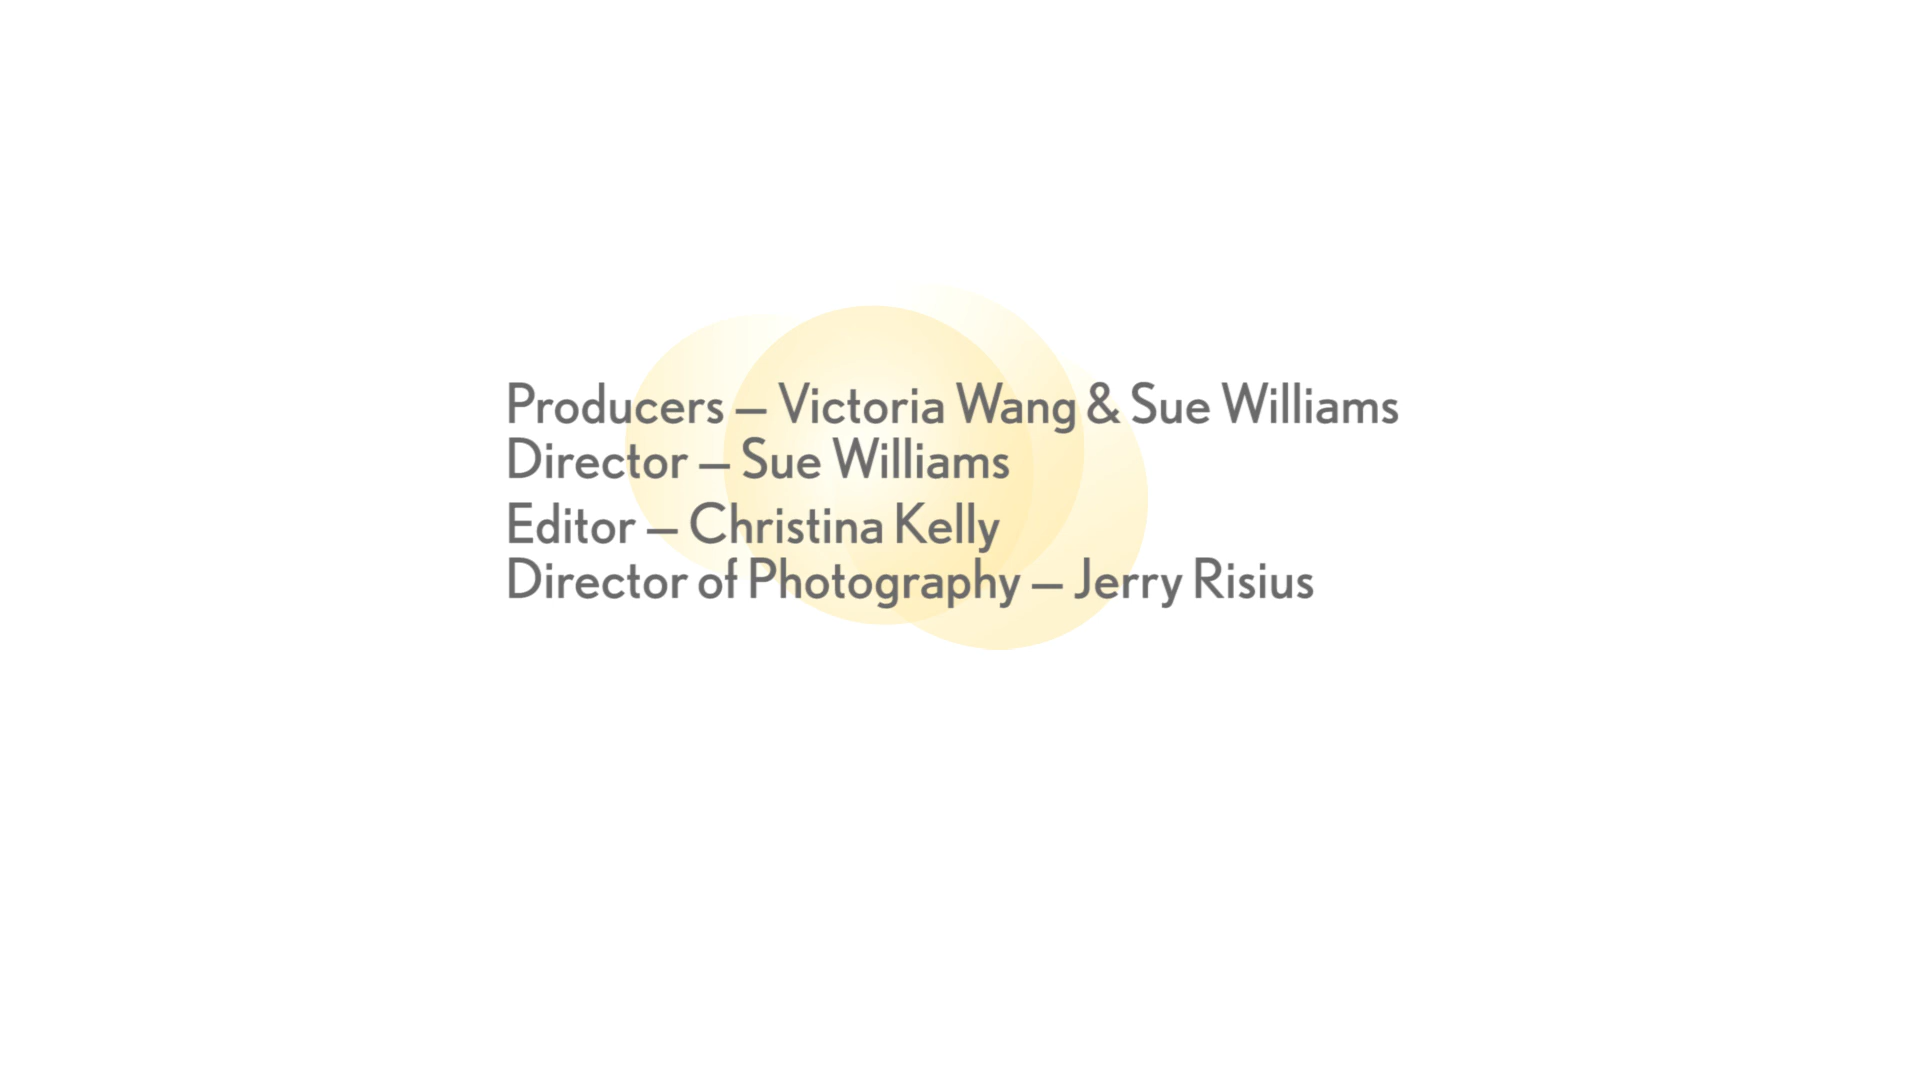 Producers – Victoria Wang & Sue Williams
Director – Sue Williams
Editor – Christina Kelly
Director of Photography – Jerry Risius